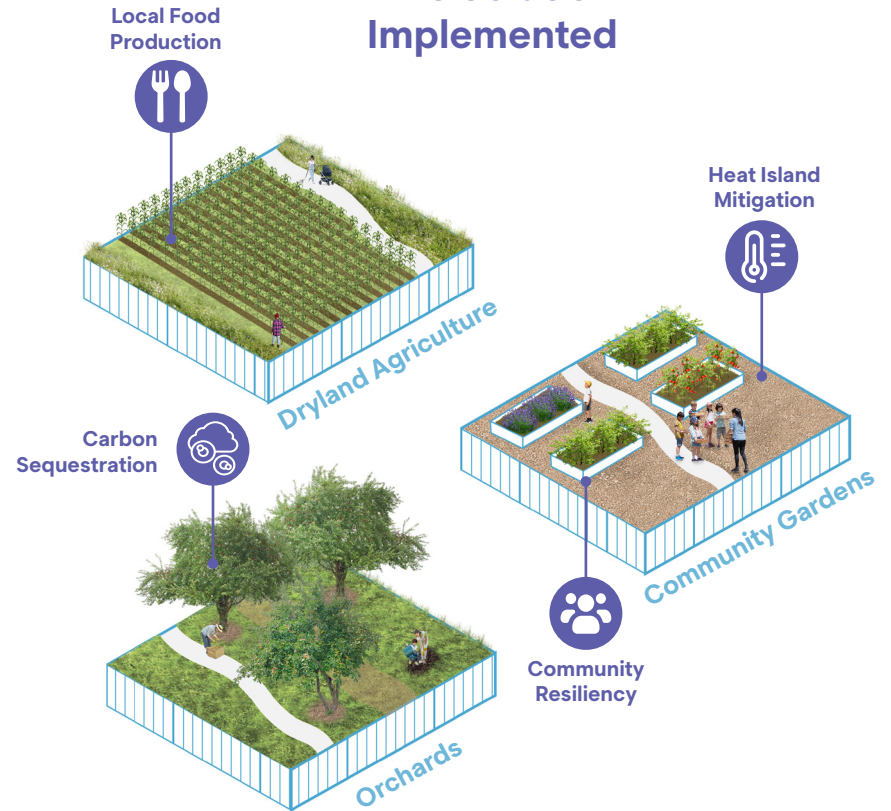 Local Food
Production
Implemented
Heat Island
Mitigation
Dryland Agriculture
Carbon
Sequestration
Community Gardens
Community
Resiliency
Orchards